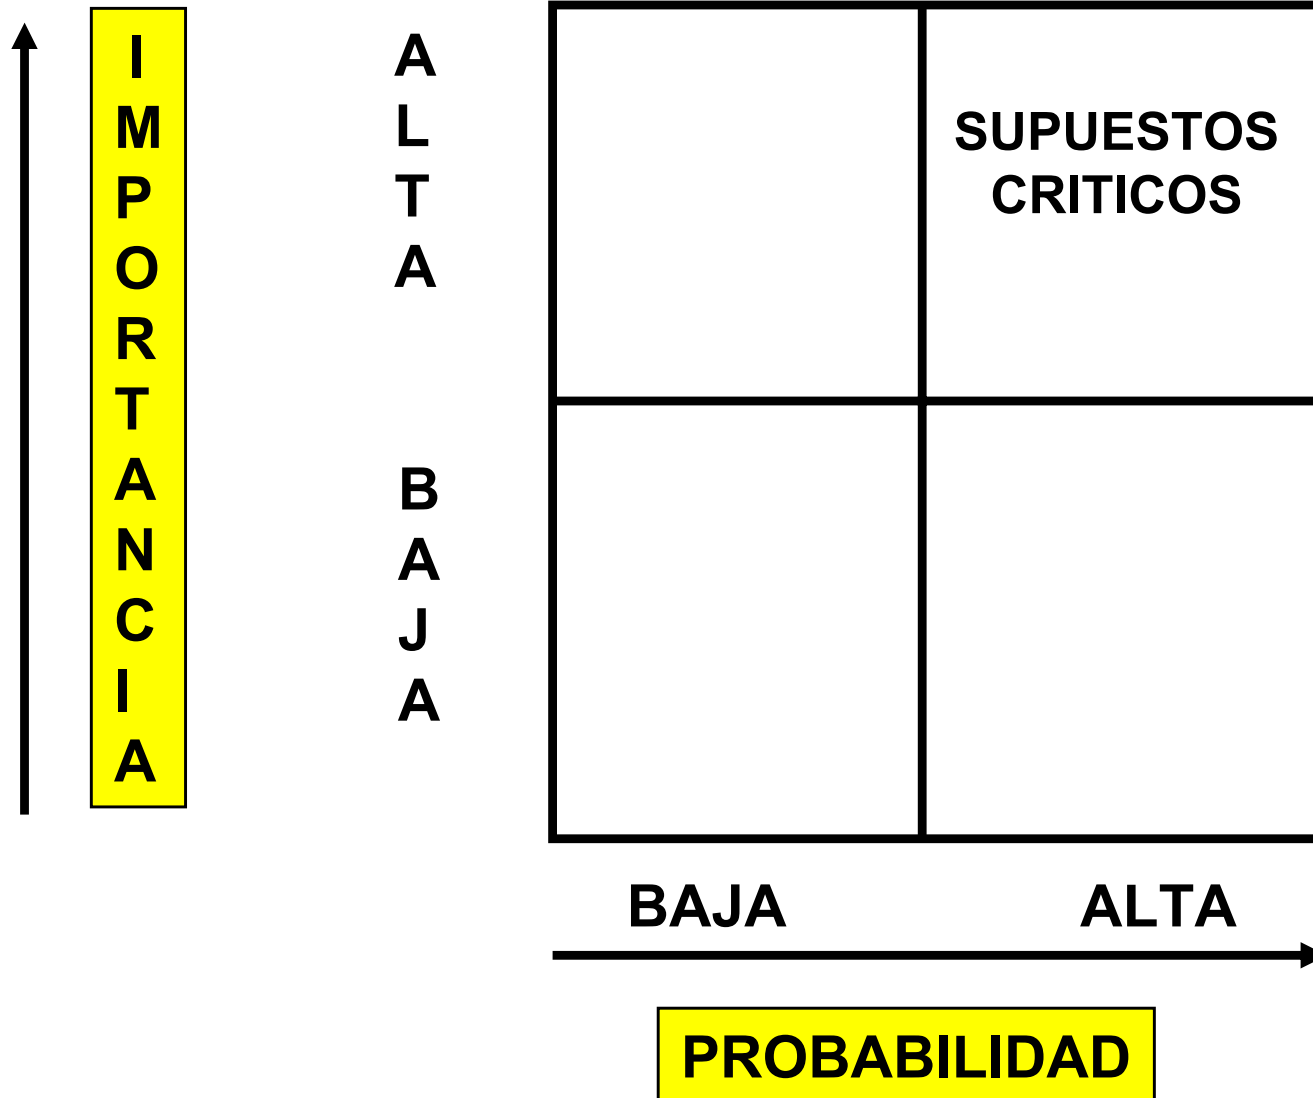 IMPORTANCIA
ALTA
BAJA
SUPUESTOS
CRITICOS
BAJA
ALTA
PROBABILIDAD